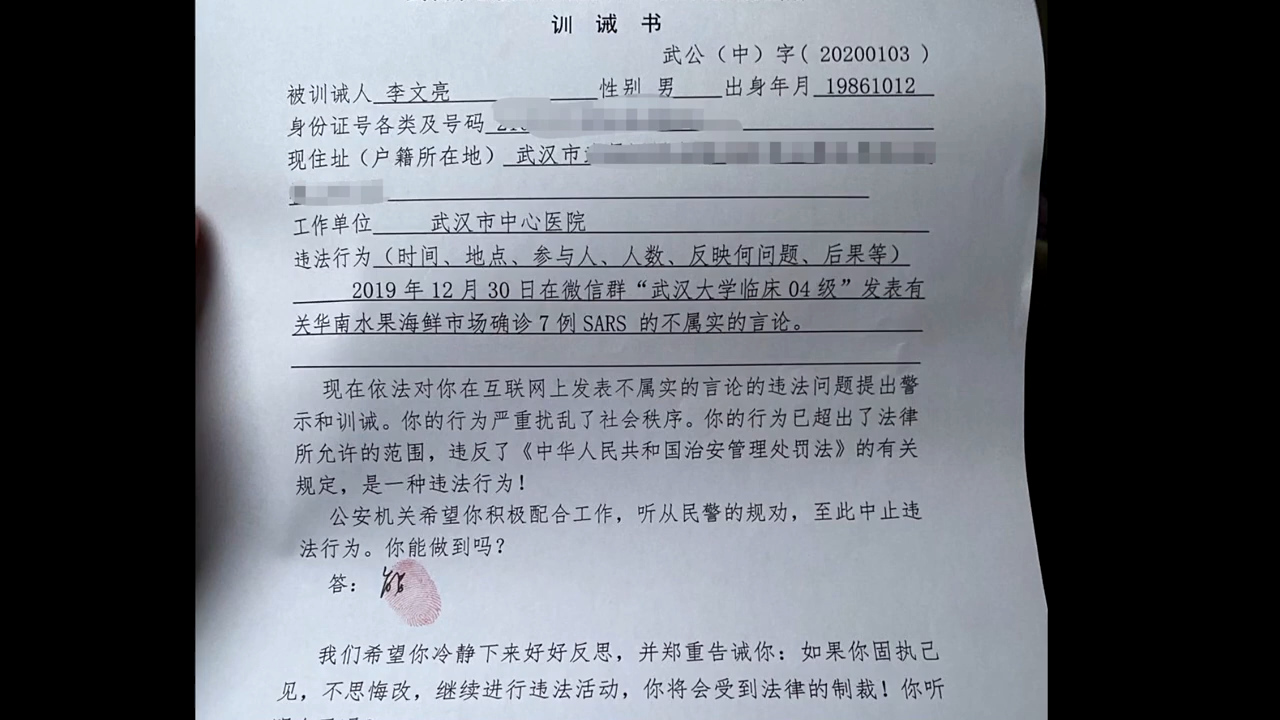 训 诫 书
武公（中）字( 20200103 )
被训诫人 李文亮 性别 男 出身年月 19861012
身份证号各类及号码
现住址（户籍所在地） 武汉市
工作单位 武汉市中心医院
违法行为（时间、地点、参与人、人数、反映何问题、后果等）
2019 年 12 月 30 日在微信群“武汉大学临床 04 级”发表有
关华南水果海鲜市场确诊 7 例 SARS 的不属实的言论。
现在依法对你在互联网上发表不属实的言论的违法问题提出警
示和训诫。你的行为严重扰乱了社会秩序。你的行为已超出了法律
所允许的范围，违反了《中华人民共和国治安管理处罚法》的有关
规定，是一种违法行为！
公安机关希望你积极配合工作，听从民警的规劝，至此中止违
法行为。你能做到吗？
答： 能
我们希望你冷静下来好好反思，并郑重告诫你：如果你固执己
见，不思悔改，继续进行违法活动，你将会受到法律的制裁！你听